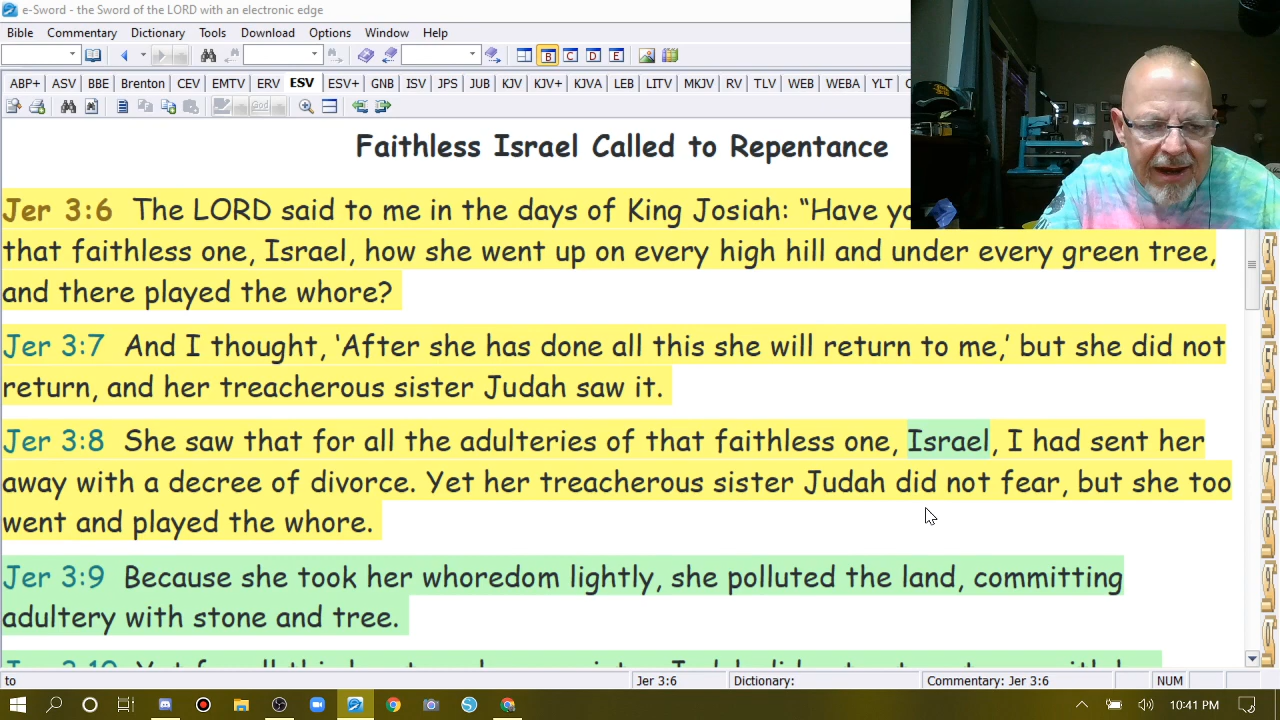 e-Sword - the Sword of the LORD with an electronic edge
Bible Commentary Dictionary Tools Download Options Window Help
B C D E
ABP+ ASV BBE Brenton CEV EMTV ERV ESV ESV+ GNB ISV JPS JUB KJV KJV+ KJVA LEB LITV MKJV RV TLV WEB WEBA YLT
Faithless Israel Called to Repentance
Jer 3:6 The LORD said to me in the days of King Josiah: “Have
that faithless one, Israel, how she went up on every high hill and under every green tree,
and there played the whore?
Jer 3:7 And I thought, ‘After she has done all this she will return to me,’ but she did not
return, and her treacherous sister Judah saw it.
Jer 3:8 She saw that for all the adulteries of that faithless one, Israel, I had sent her
away with a decree of divorce. Yet her treacherous sister Judah did not fear, but she too
went and played the whore.
Jer 3:9 Because she took her whoredom lightly, she polluted the land, committing
adultery with stone and tree.
to Jer 3:6 Dictionary: Commentary: Jer 3:6 NUM
10:41 PM